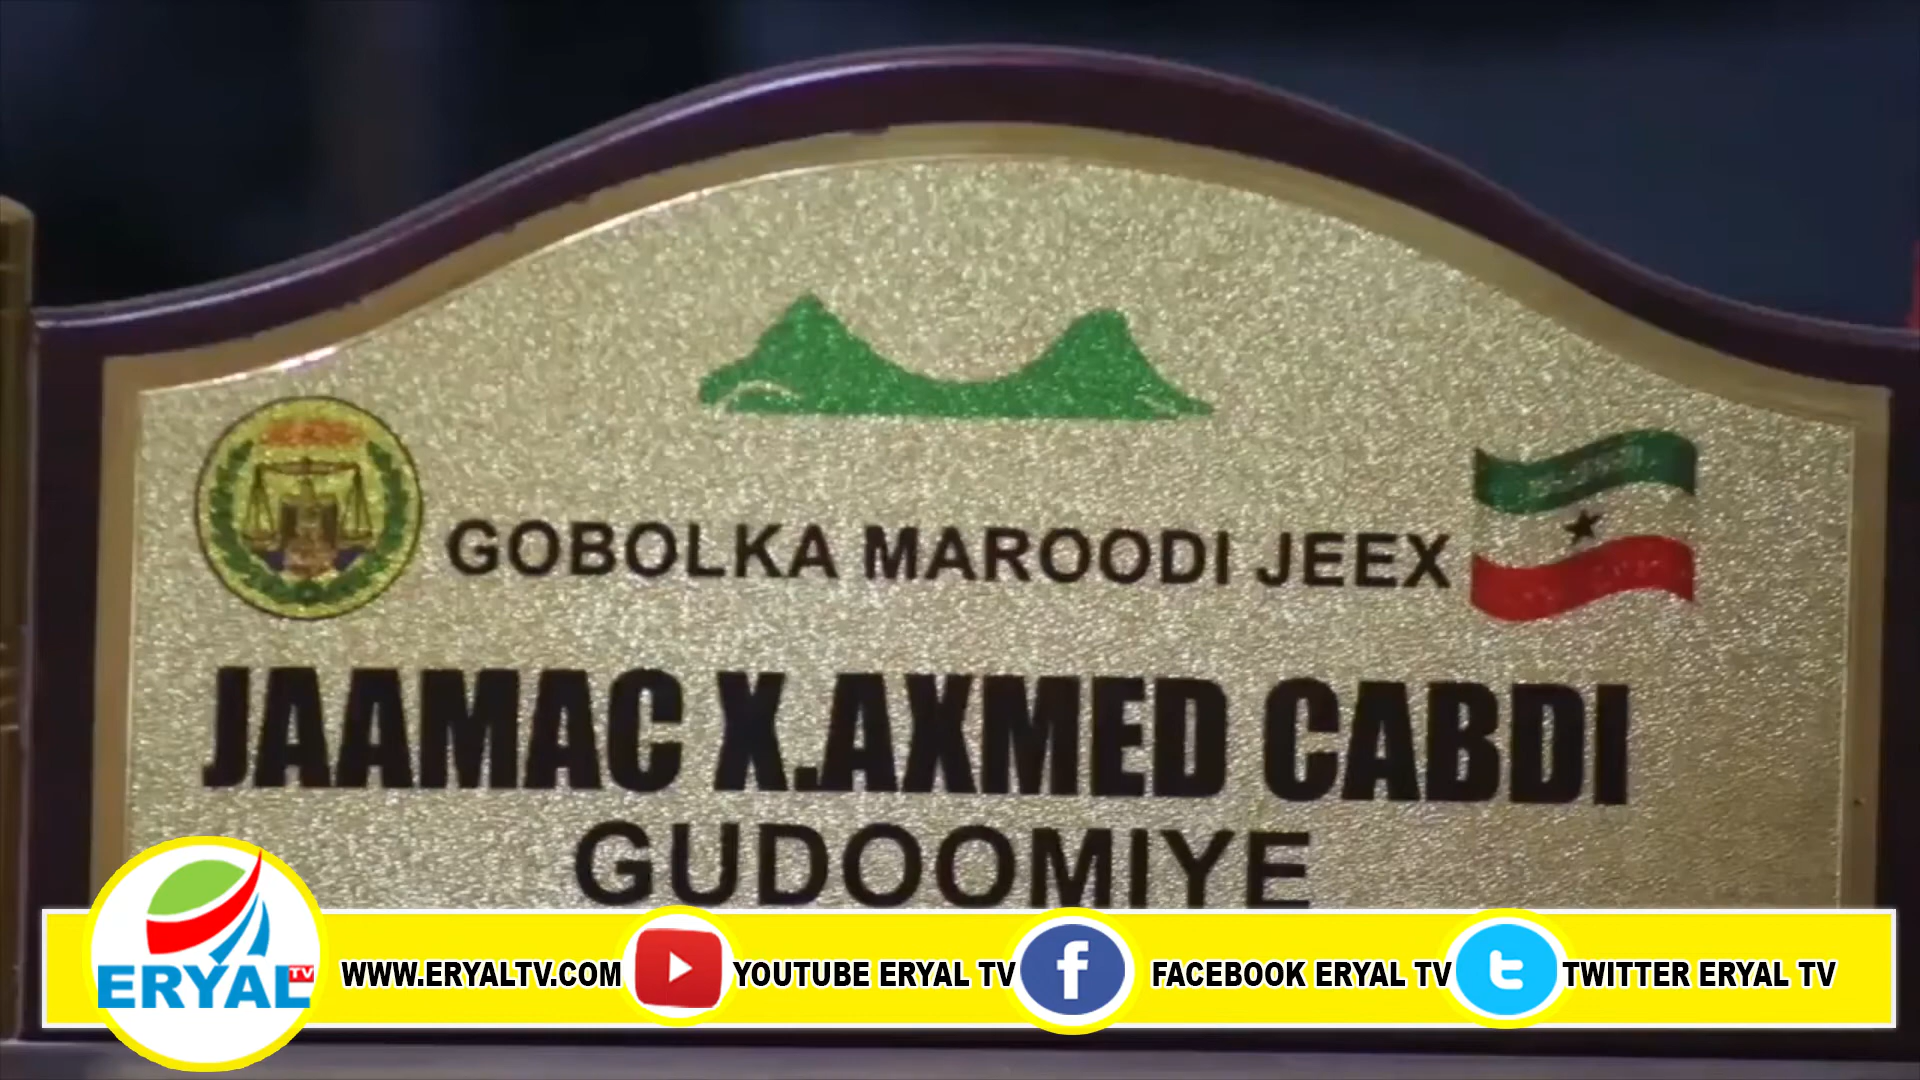 GOBOLKA MAROODI JEEX
JAAMAC X.AXMED CABDI
GUDOOMIYE
ERYAL TV
WWW.ERYALTV.COM
YOUTUBE ERYAL TV
FACEBOOK ERYAL TV
TWITTER ERYAL TV